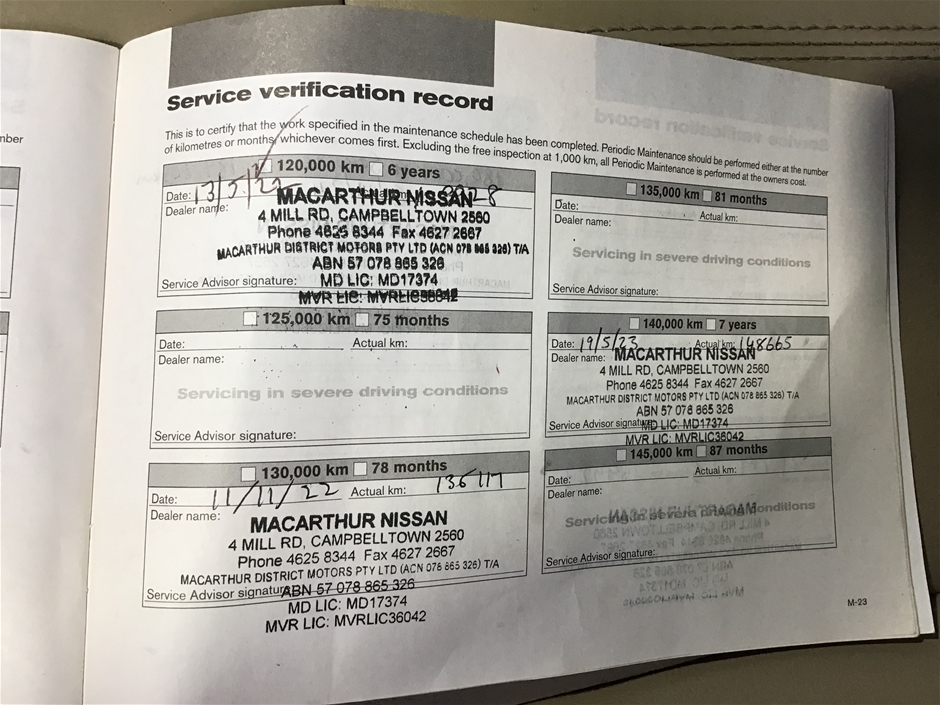 nber
Service verification record
This is to certify that the work specified in the maintenance schedule has been completed. Periodic Maintenance should be performed either at the number
of kilometres or months, whichever comes first. Excluding the free inspection at 1,000 km, all Periodic Maintenance is performed at the owners cost.
120,000 km 6 years
Date: 13/5/22
Dealer name:
MACARTHUR NISSAN
4 MILL RD, CAMPBELLTOWN 2560
Phone 4625 8344 Fax 4627 2667
MACARTHUR DISTRICT MOTORS PTY LTD (ACN 078 865 326) T/A
ABN 57 078 865 326
Service Advisor signature: MD LIC: MD17374
MVR LIC: MVRLIC36042
125,000 km 75 months
Date: Actual km:
Dealer name:
Servicing in severe driving conditions
Service Advisor signature:
130,000 km 78 months
Date: 11/11/22 Actual km: 136117
Dealer name:
MACARTHUR NISSAN
4 MILL RD, CAMPBELLTOWN 2560
Phone 4625 8344 Fax 4627 2667
MACARTHUR DISTRICT MOTORS PTY LTD (ACN 078 865 326) T/A
Service Advisor signature: ABN 57 078 865 326
MD LIC: MD17374
MVR LIC: MVRLIC36042
135,000 km 81 months
Date: Actual km:
Dealer name:
Servicing in severe driving conditions
Service Advisor signature:
140,000 km 7 years
Date: 19/5/23 Actual km: 148665
Dealer name: MACARTHUR NISSAN
4 MILL RD, CAMPBELLTOWN 2560
Phone 4625 8344 Fax 4627 2667
MACARTHUR DISTRICT MOTORS PTY LTD (ACN 078 865 326) T/A
ABN 57 078 865 326
Service Advisor signature: MD LIC: MD17374
MVR LIC: MVRLIC36042
145,000 km 87 months
Date: Actual km:
Dealer name:
Servicing in severe driving conditions
Service Advisor signature:
M-23